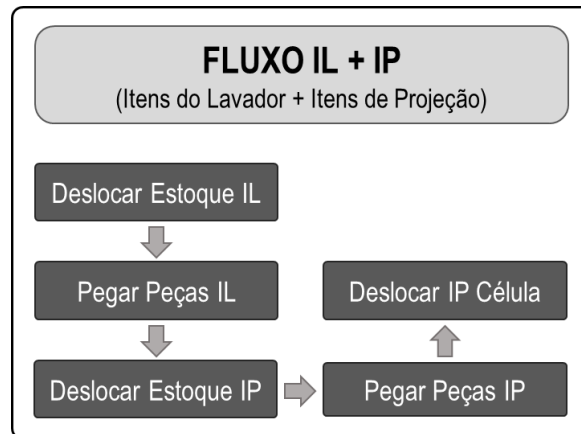 FLUXO IL + IP
(Itens do Lavador + Itens de Projeção)
Deslocar Estoque IL
Pegar Peças IL
Deslocar Estoque IP
Pegar Peças IP
Deslocar IP Célula